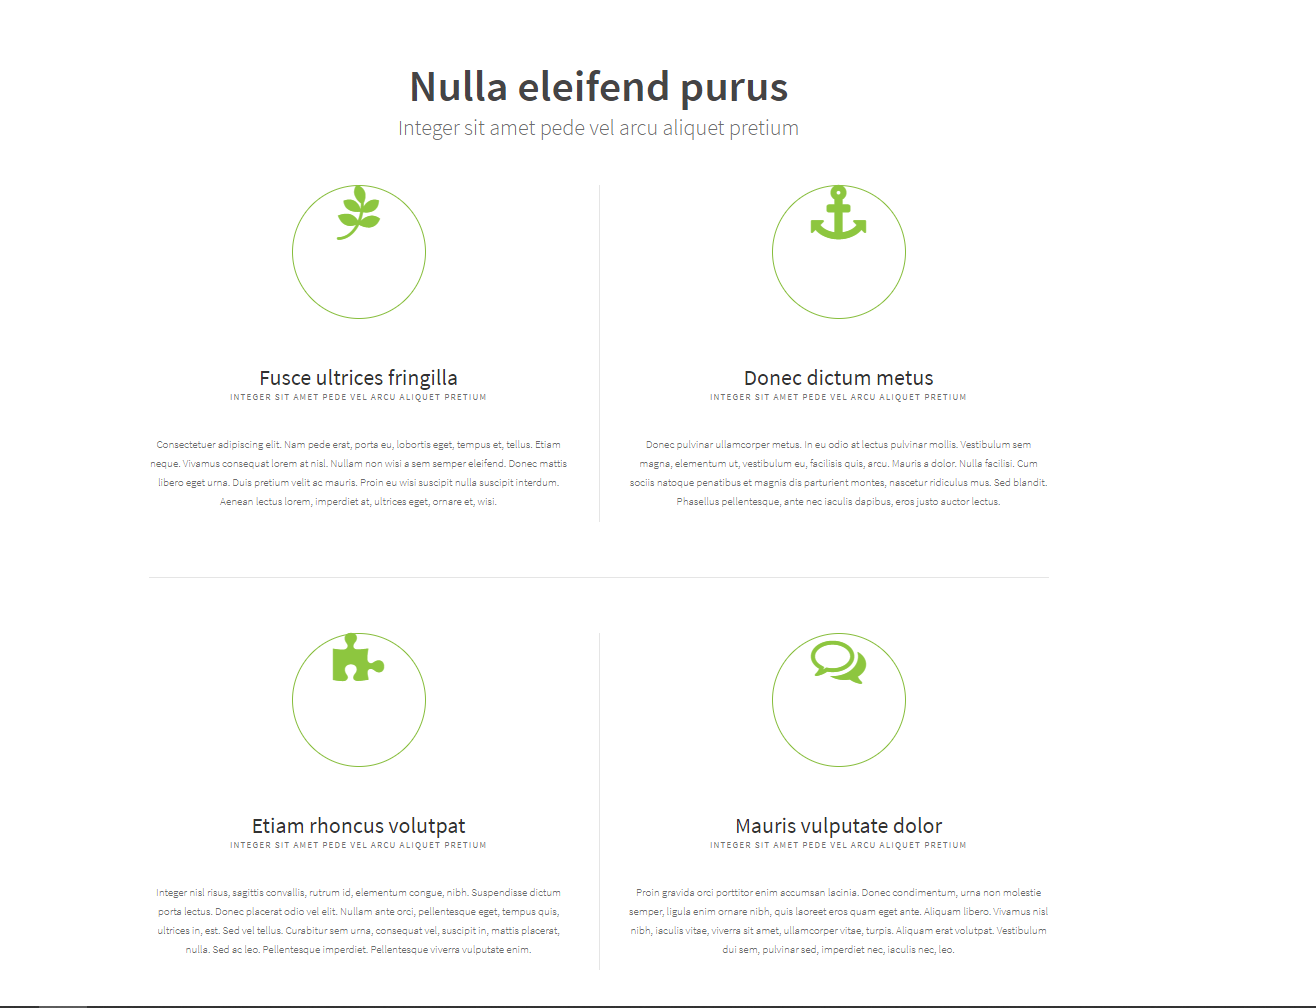 Nulla eleifend purus
Integer sit amet pede vel arcu aliquet pretium
Fusce ultrices fringilla
INTEGER SIT AMET PEDE VEL ARCU ALIQUET PRETIUM
Consectetuer adipiscing elit. Nam pede erat, porta eu, lobortis eget, tempus et, tellus. Etiam
neque. Vivamus consequat lorem at nisl. Nullam non wisi a sem semper eleifend. Donec mattis
libero eget urna. Duis pretium velit ac mauris. Proin eu wisi suscipit nulla suscipit interdum.
Aenean lectus lorem, imperdiet at, ultrices eget, ornare et, wisi.
Donec dictum metus
INTEGER SIT AMET PEDE VEL ARCU ALIQUET PRETIUM
Donec pulvinar ullamcorper metus. In eu odio at lectus pulvinar mollis. Vestibulum sem
magna, elementum ut, vestibulum eu, facilisis quis, arcu. Mauris a dolor. Nulla facilisi. Cum
sociis natoque penatibus et magnis dis parturient montes, nascetur ridiculus mus. Sed blandit.
Phasellus pellentesque, ante nec iaculis dapibus, eros justo auctor lectus.
Etiam rhoncus volutpat
INTEGER SIT AMET PEDE VEL ARCU ALIQUET PRETIUM
Integer nisl risus, sagittis convallis, rutrum id, elementum congue, nibh. Suspendisse dictum
porta lectus. Donec placerat odio vel elit. Nullam ante orci, pellentesque eget, tempus quis,
ultrices in, est. Sed vel tellus. Curabitur sem urna, consequat vel, suscipit in, mattis placerat,
nulla. Sed ac leo. Pellentesque imperdiet. Pellentesque viverra vulputate enim.
Mauris vulputate dolor
INTEGER SIT AMET PEDE VEL ARCU ALIQUET PRETIUM
Proin gravida orci porttitor enim accumsan lacinia. Donec condimentum, urna non molestie
semper, ligula enim ornare nibh, quis laoreet eros quam eget ante. Aliquam libero. Vivamus nisl
nibh, iaculis vitae, viverra sit amet, ullamcorper vitae, turpis. Aliquam erat volutpat. Vestibulum
dui sem, pulvinar sed, imperdiet nec, iaculis nec, leo.